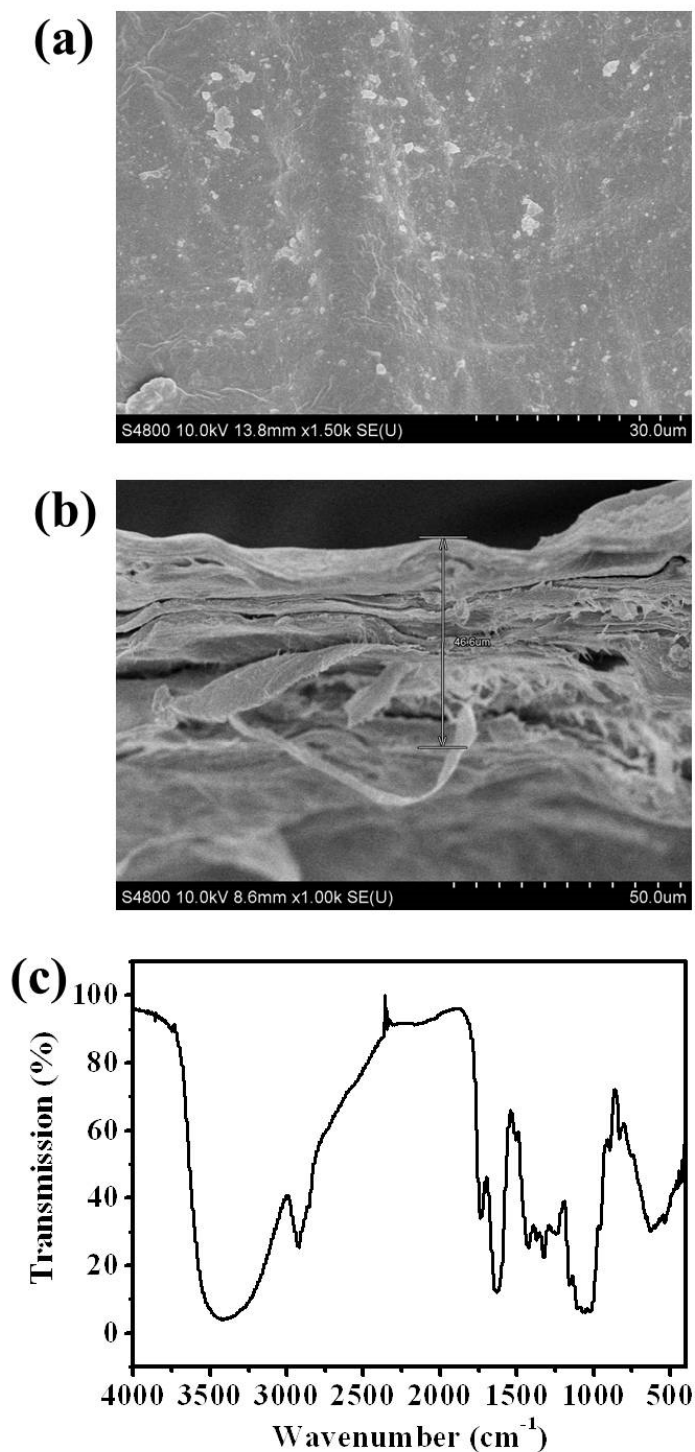 (a)
S4800 10.0kV 13.8mm x1.50k SE(U) 30.0um
(b)
46.6um
S4800 10.0kV 8.6mm x1.00k SE(U) 50.0um
(c)
100
80
60
40
20
0
Transmission (%)
4000 3500 3000 2500 2000 1500 1000 500
Wavenumber (cm⁻¹)